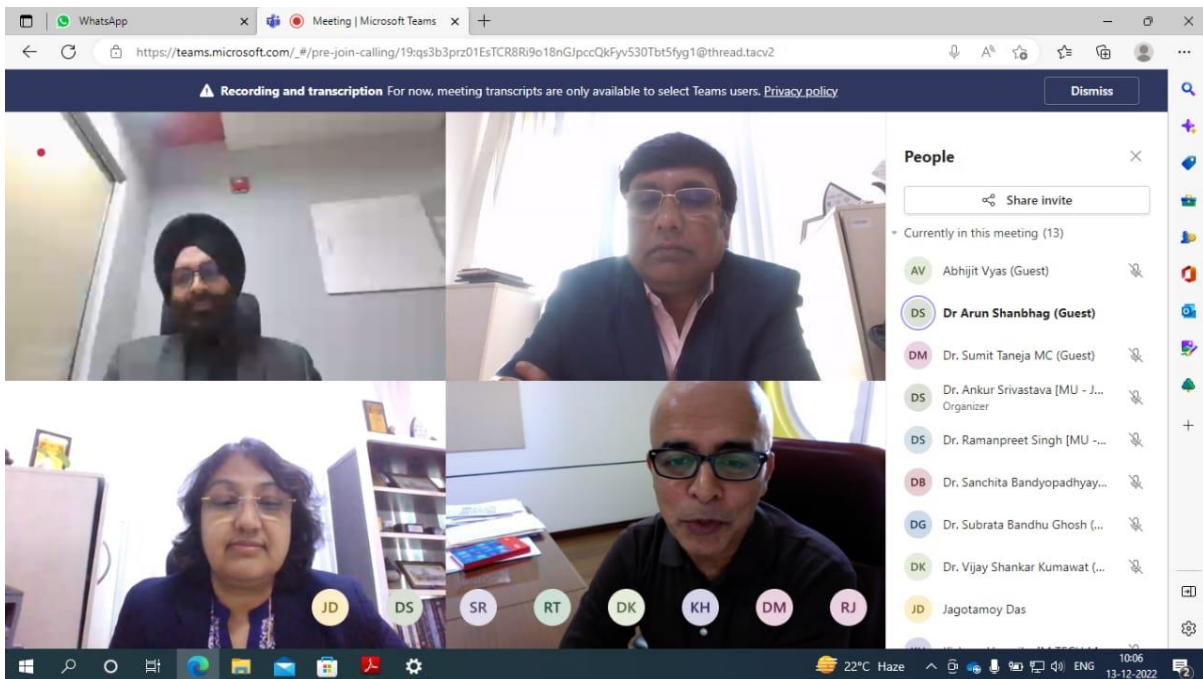 WhatsApp
Meeting | Microsoft Teams
https://teams.microsoft.com/_#/pre-join-calling/19:qs3b3prz01EsTCR8Ri9o18nGJpccQkFyv530Tbt5fyg1@thread.tacv2
Recording and transcription For now, meeting transcripts are only available to select Teams users. Privacy policy
Dismiss
People
Share invite
Currently in this meeting (13)
AV Abhijit Vyas (Guest)
DS Dr Arun Shanbhag (Guest)
DM Dr. Sumit Taneja MC (Guest)
DS Dr. Ankur Srivastava [MU - J...
Organizer
DS Dr. Ramanpreet Singh [MU -...
DB Dr. Sanchita Bandyopadhyay...
DG Dr. Subrata Bandhu Ghosh (...
DK Dr. Vijay Shankar Kumawat (...
JD Jagotamoy Das
JD DS SR RT DK KH DM RJ
22°C Haze
ENG
10:06
13-12-2022
2